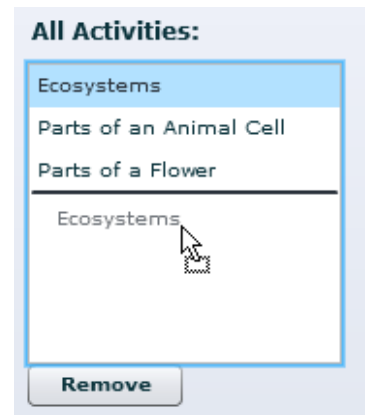 All Activities:
Ecosystems
Parts of an Animal Cell
Parts of a Flower
Ecosystems
Remove